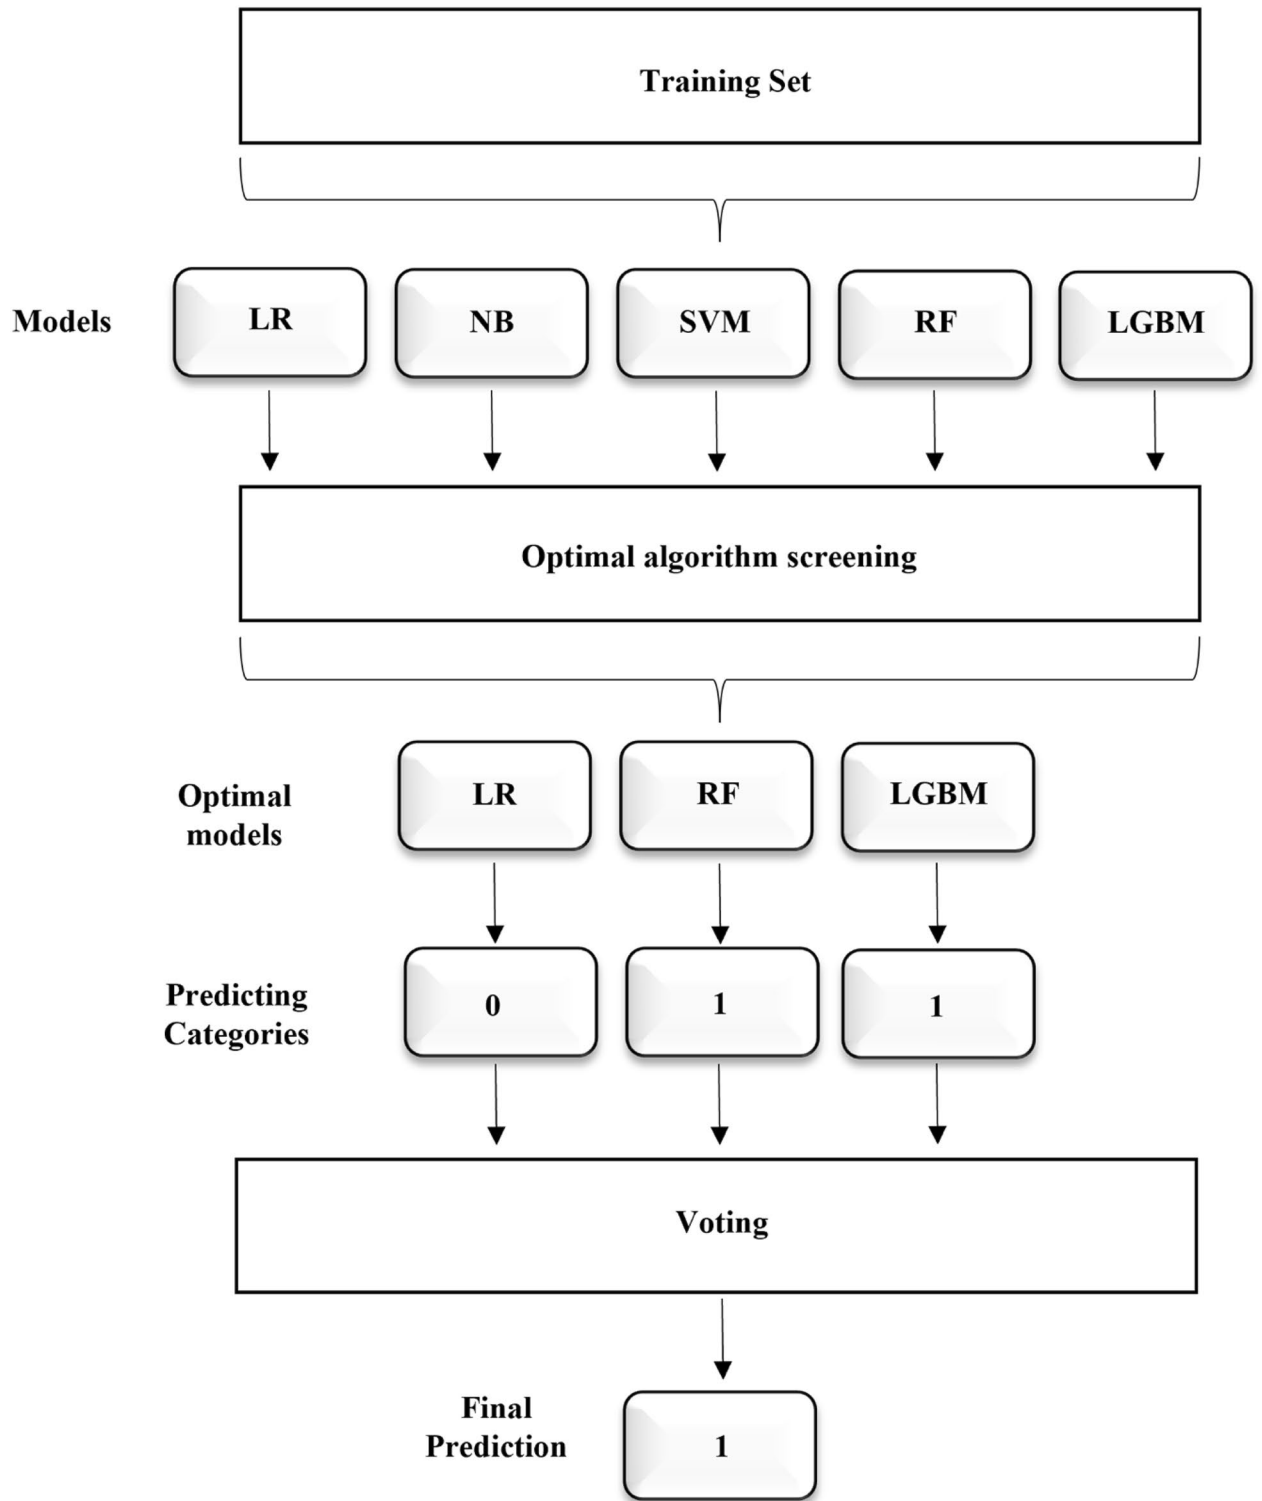 Training Set
Models
LR
NB
SVM
RF
LGBM
Optimal algorithm screening
Optimal
models
LR
RF
LGBM
Predicting
Categories
0
1
1
Voting
Final
Prediction
1